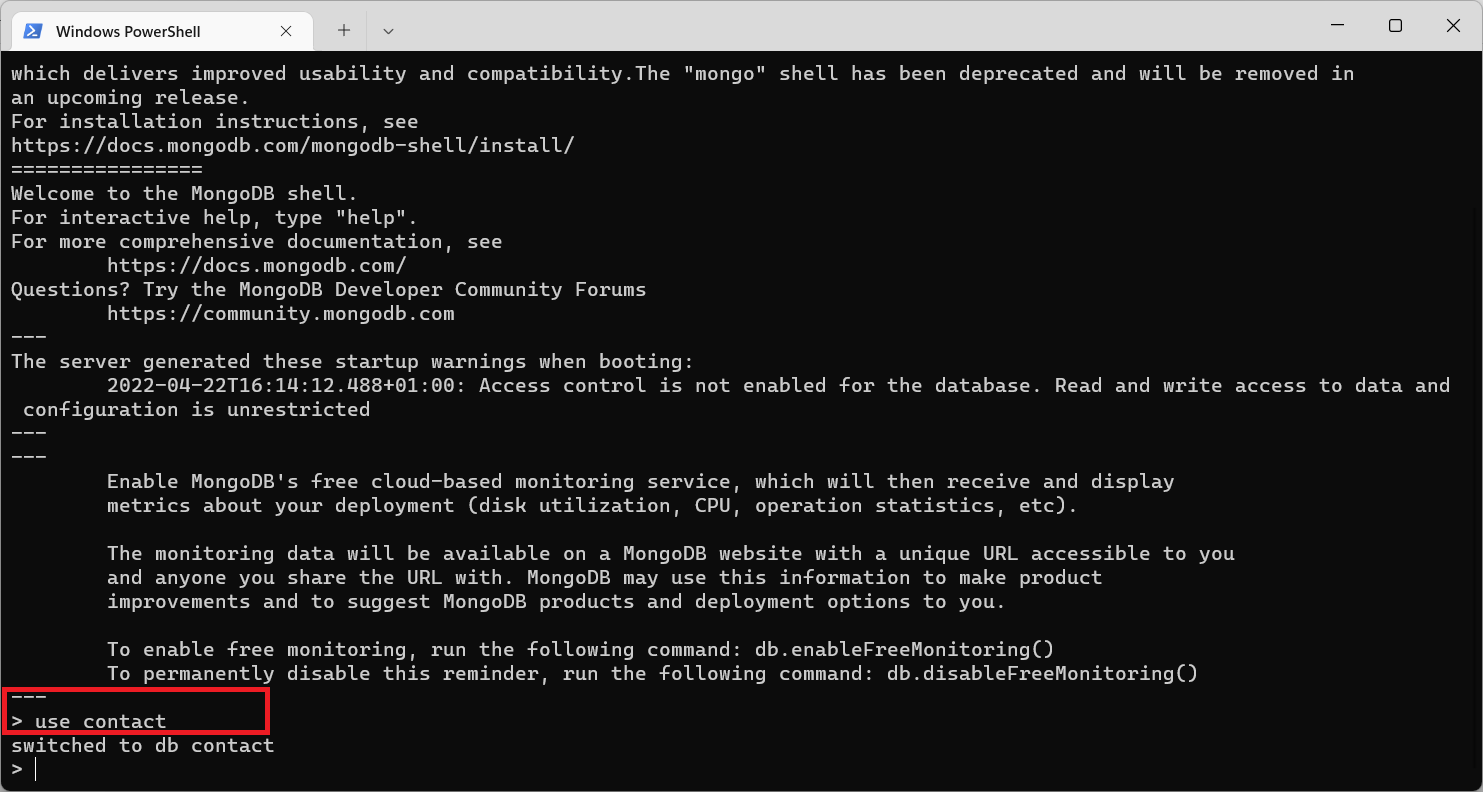 Windows PowerShell
which delivers improved usability and compatibility.The "mongo" shell has been deprecated and will be removed in
an upcoming release.
For installation instructions, see
https://docs.mongodb.com/mongodb-shell/install/
================
Welcome to the MongoDB shell.
For interactive help, type "help".
For more comprehensive documentation, see
        https://docs.mongodb.com/
Questions? Try the MongoDB Developer Community Forums
        https://community.mongodb.com
---
The server generated these startup warnings when booting:
        2022-04-22T16:14:12.488+01:00: Access control is not enabled for the database. Read and write access to data and
 configuration is unrestricted
---
---
        Enable MongoDB's free cloud-based monitoring service, which will then receive and display
        metrics about your deployment (disk utilization, CPU, operation statistics, etc).

        The monitoring data will be available on a MongoDB website with a unique URL accessible to you
        and anyone you share the URL with. MongoDB may use this information to make product
        improvements and to suggest MongoDB products and deployment options to you.

        To enable free monitoring, run the following command: db.enableFreeMonitoring()
        To permanently disable this reminder, run the following command: db.disableFreeMonitoring()
---
> use contact
switched to db contact
>